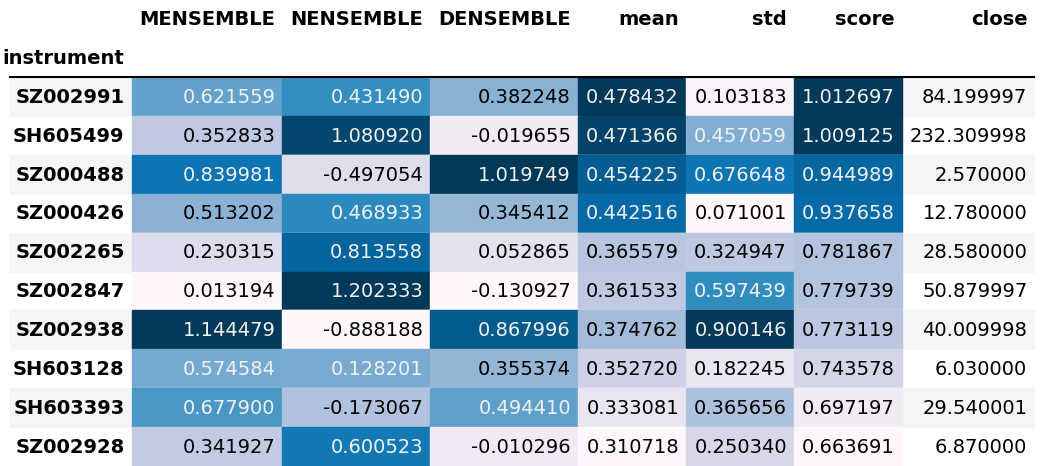 MENSEMBLE NENSEMBLE DENSEMBLE mean std score close
instrument
SZ002991 0.621559 0.431490 0.382248 0.478432 0.103183 1.012697 84.199997
SH605499 0.352833 1.080920 -0.019655 0.471366 0.457059 1.009125 232.309998
SZ000488 0.839981 -0.497054 1.019749 0.454225 0.676648 0.944989 2.570000
SZ000426 0.513202 0.468933 0.345412 0.442516 0.071001 0.937658 12.780000
SZ002265 0.230315 0.813558 0.052865 0.365579 0.324947 0.781867 28.580000
SZ002847 0.013194 1.202333 -0.130927 0.361533 0.597439 0.779739 50.879997
SZ002938 1.144479 -0.888188 0.867996 0.374762 0.900146 0.773119 40.009998
SH603128 0.574584 0.128201 0.355374 0.352720 0.182245 0.743578 6.030000
SH603393 0.677900 -0.173067 0.494410 0.333081 0.365656 0.697197 29.540001
SZ002928 0.341927 0.600523 -0.010296 0.310718 0.250340 0.663691 6.870000